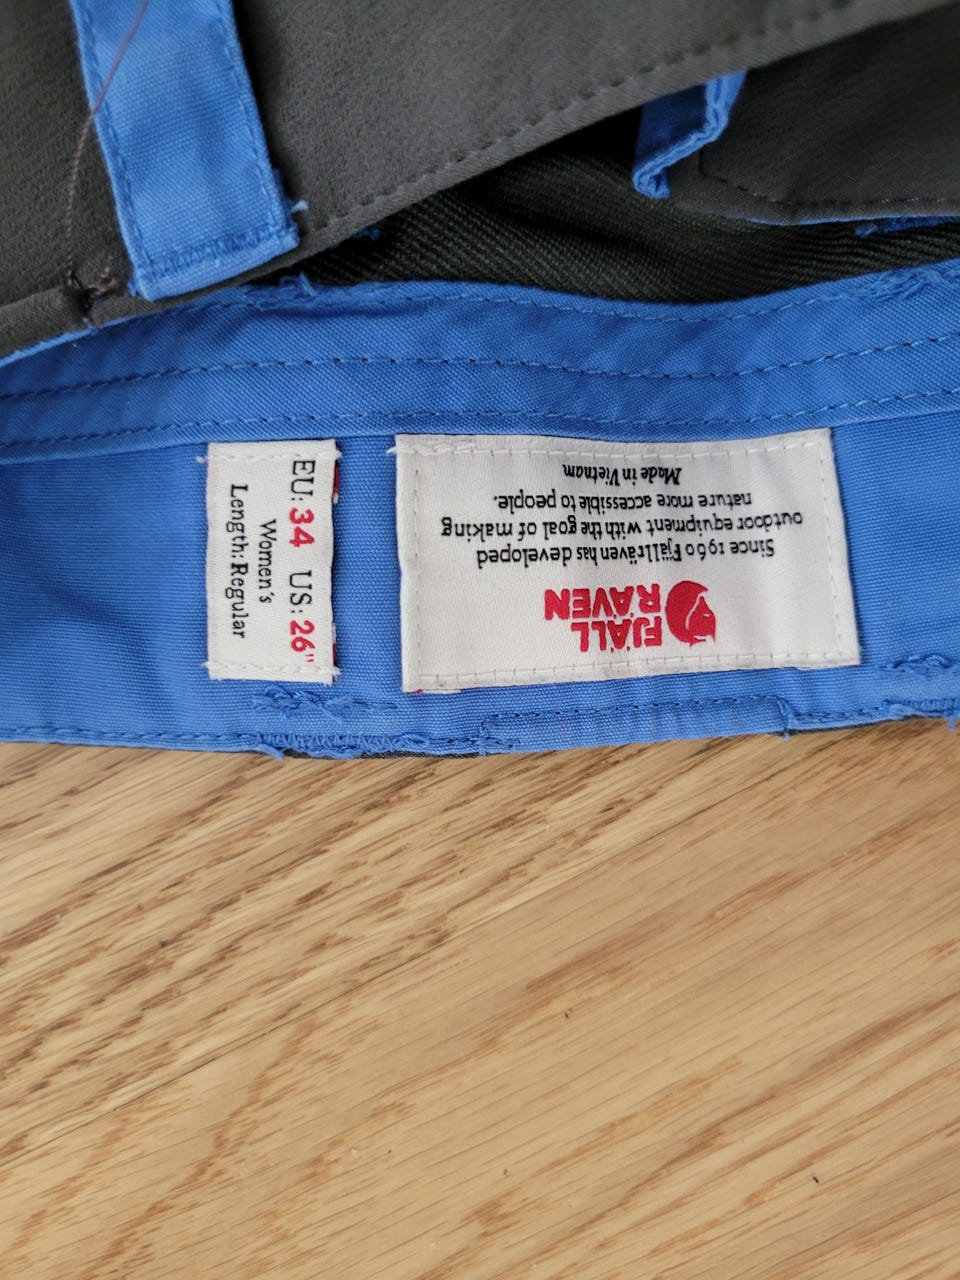 EU: 34 US: 26"
Women's
Length: Regular
FJÄLL
RÄVEN
Since 1960 Fjällräven has developed
outdoor equipment with the goal of making
nature more accessible to people.
Made in Vietnam